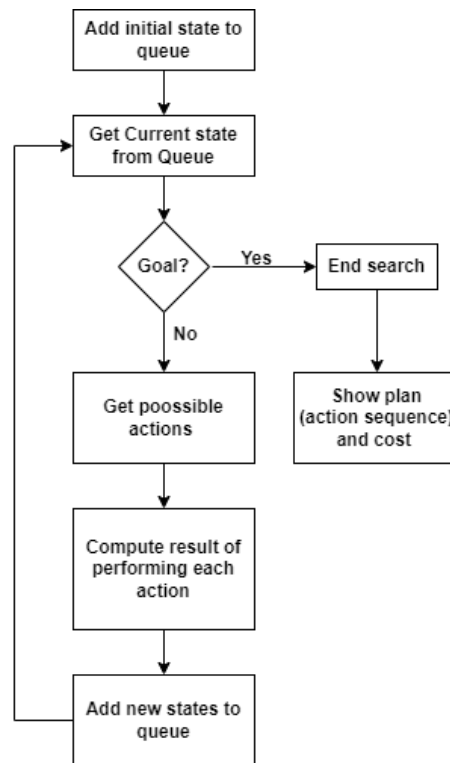 Add initial state to
queue
Get Current state
from Queue
Goal?
Yes
End search
No
Get poossible
actions
Show plan
(action sequence)
and cost
Compute result of
performing each
action
Add new states to
queue